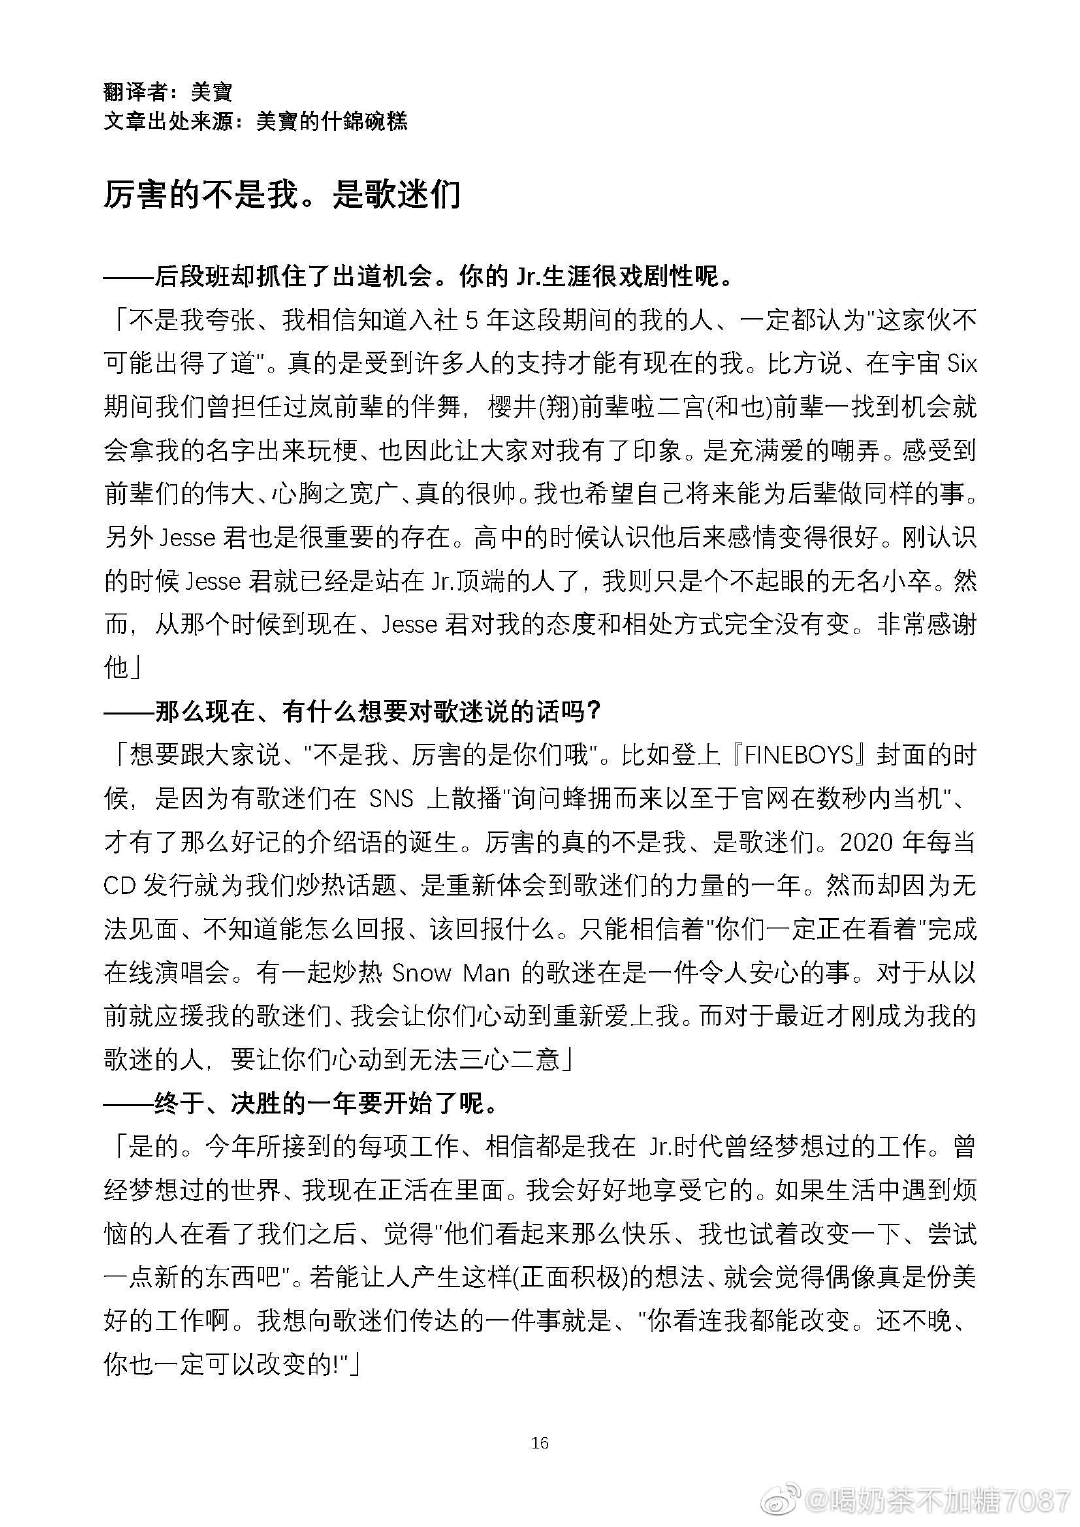 翻译者：美寶
文章出处来源：美寶的什錦碗糕
厉害的不是我。是歌迷们
——后段班却抓住了出道机会。你的 Jr.生涯很戏剧性呢。
「不是我夸张、我相信知道入社 5 年这段期间的我的人、一定都认为"这家伙不
可能出得了道"。真的是受到许多人的支持才能有现在的我。比方说、在宇宙 Six
期间我们曾担任过岚前辈的伴舞，樱井(翔)前辈啦二宫(和也)前辈一找到机会就
会拿我的名字出来玩梗、也因此让大家对我有了印象。是充满爱的嘲弄。感受到
前辈们的伟大、心胸之宽广、真的很帅。我也希望自己将来能为后辈做同样的事。
另外 Jesse 君也是很重要的存在。高中的时候认识他后来感情变得很好。刚认识
的时候 Jesse 君就已经是站在 Jr.顶端的人了，我则只是个不起眼的无名小卒。然
而，从那个时候到现在、Jesse 君对我的态度和相处方式完全没有变。非常感谢
他」
——那么现在、有什么想要对歌迷说的话吗？
「想要跟大家说、"不是我、厉害的是你们哦"。比如登上『FINEBOYS』封面的时
候，是因为有歌迷们在 SNS 上散播"询问蜂拥而来以至于官网在数秒内当机"、
才有了那么好记的介绍语的诞生。厉害的真的不是我、是歌迷们。2020 年每当
CD 发行就为我们炒热话题、是重新体会到歌迷们的力量的一年。然而却因为无
法见面、不知道能怎么回报、该回报什么。只能相信着"你们一定正在看着"完成
在线演唱会。有一起炒热 Snow Man 的歌迷在是一件令人安心的事。对于从以
前就应援我的歌迷们、我会让你们心动到重新爱上我。而对于最近才刚成为我的
歌迷的人，要让你们心动到无法三心二意」
——终于、决胜的一年要开始了呢。
「是的。今年所接到的每项工作、相信都是我在 Jr.时代曾经梦想过的工作。曾
经梦想过的世界、我现在正活在里面。我会好好地享受它的。如果生活中遇到烦
恼的人在看了我们之后、觉得"他们看起来那么快乐、我也试着改变一下、尝试
一点新的东西吧"。若能让人产生这样(正面积极)的想法、就会觉得偶像真是份美
好的工作啊。我想向歌迷们传达的一件事就是、"你看连我都能改变。还不晚、
你也一定可以改变的!"」
16
@喝奶茶不加糖7087